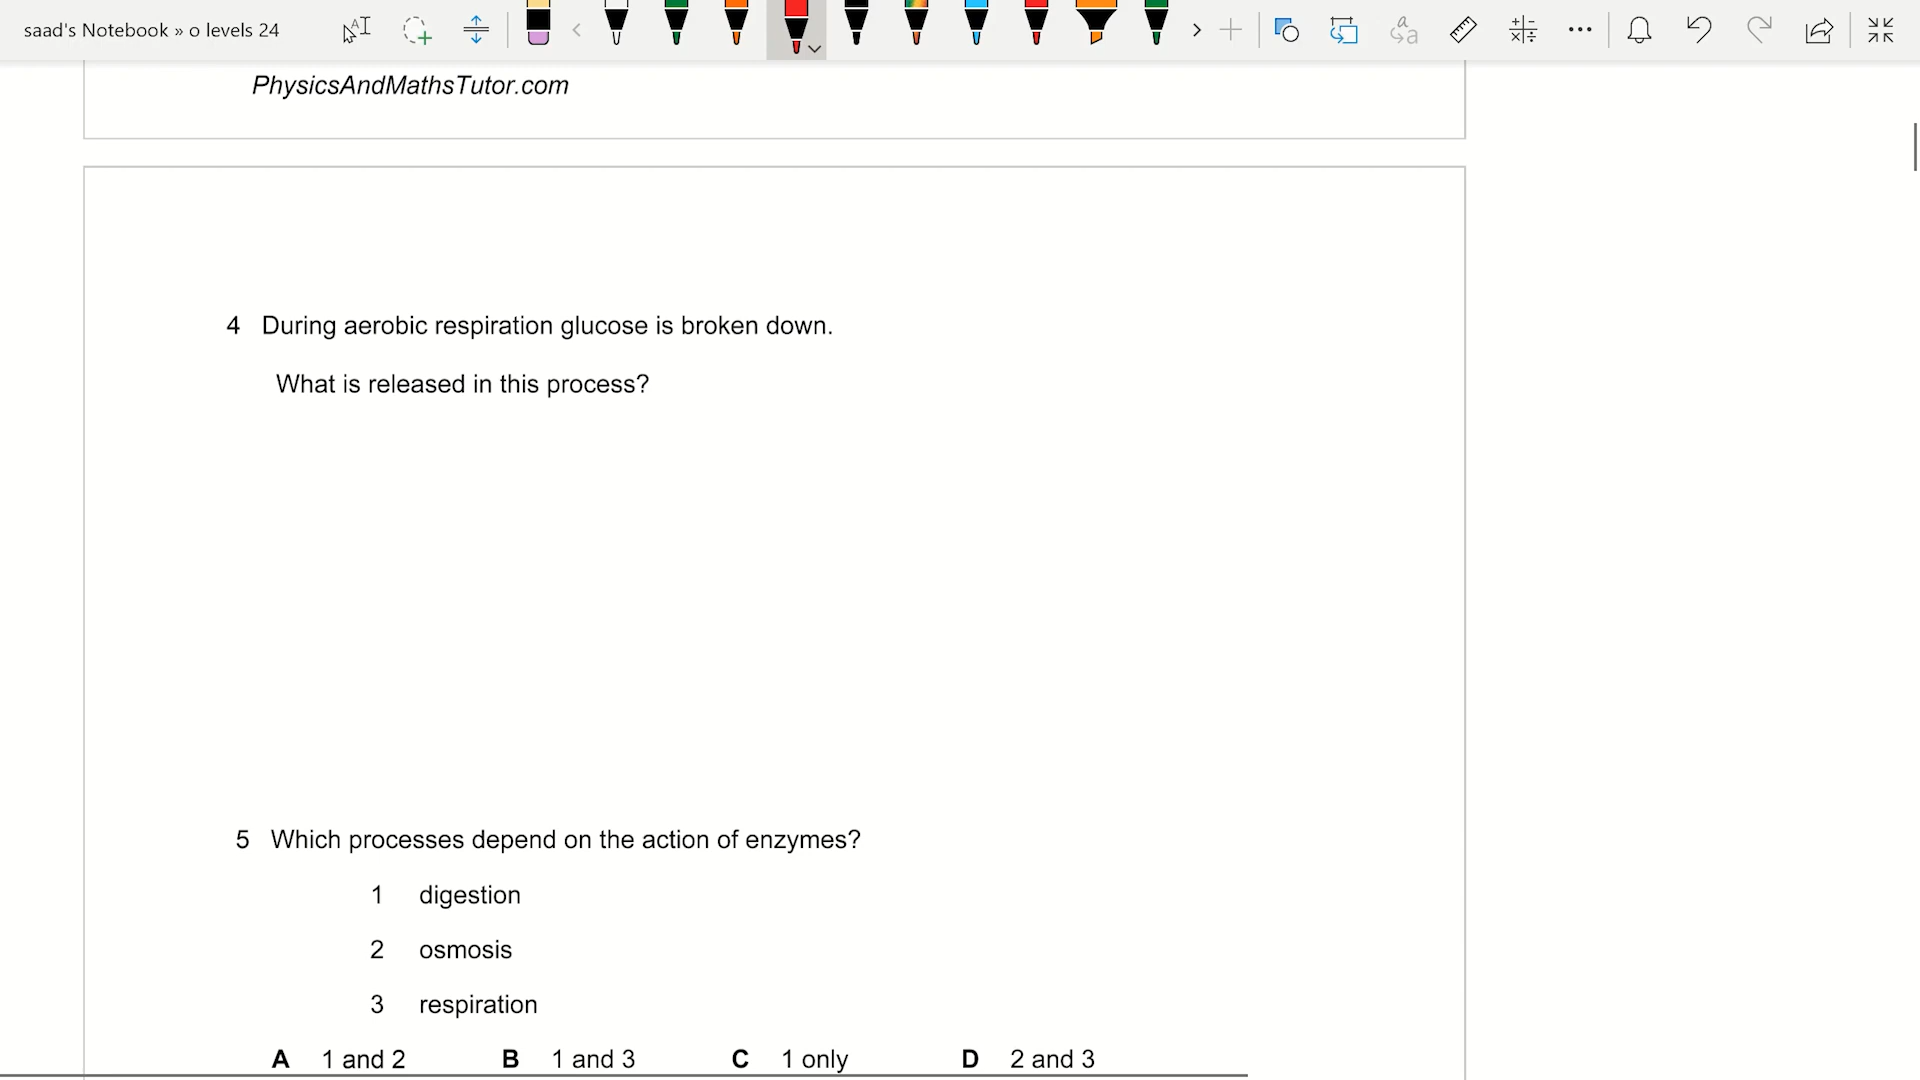 saad's Notebook » o levels 24
PhysicsAndMathsTutor.com
4 During aerobic respiration glucose is broken down.
What is released in this process?
5 Which processes depend on the action of enzymes?
1 digestion
2 osmosis
3 respiration
A 1 and 2 B 1 and 3 C 1 only D 2 and 3